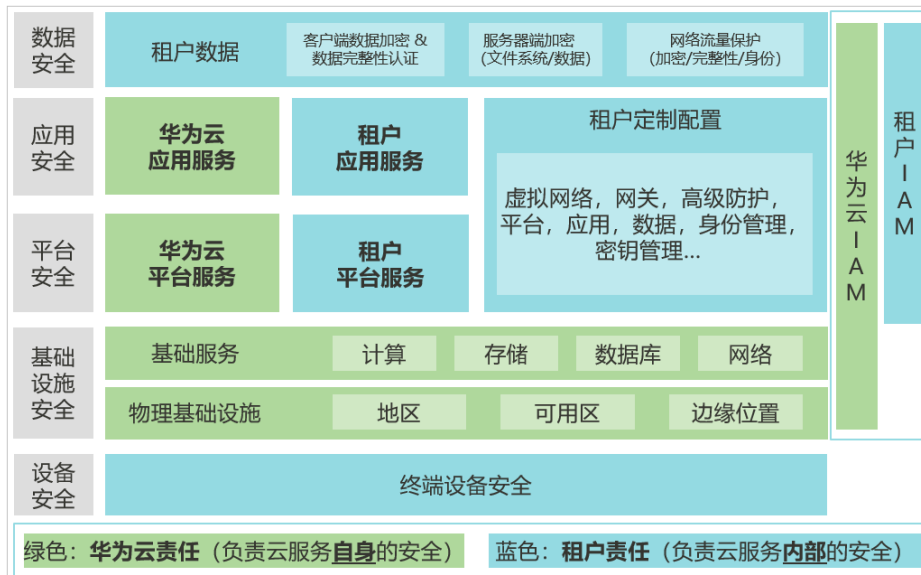 数据
安全
租户数据
客户端数据加密 &
数据完整性认证
服务器端加密
(文件系统/数据)
网络流量保护
(加密/完整性/身份)
应用
安全
华为云
应用服务
租户
应用服务
租户定制配置
虚拟网络，网关，高级防护，
平台，应用，数据，身份管理，
密钥管理...
平台
安全
华为云
平台服务
租户
平台服务
基础
设施
安全
基础服务
计算
存储
数据库
网络
物理基础设施
地区
可用区
边缘位置
设备
安全
终端设备安全
华为云IAM
租户IAM
绿色：华为云责任（负责云服务自身的安全）
蓝色：租户责任（负责云服务内部的安全）